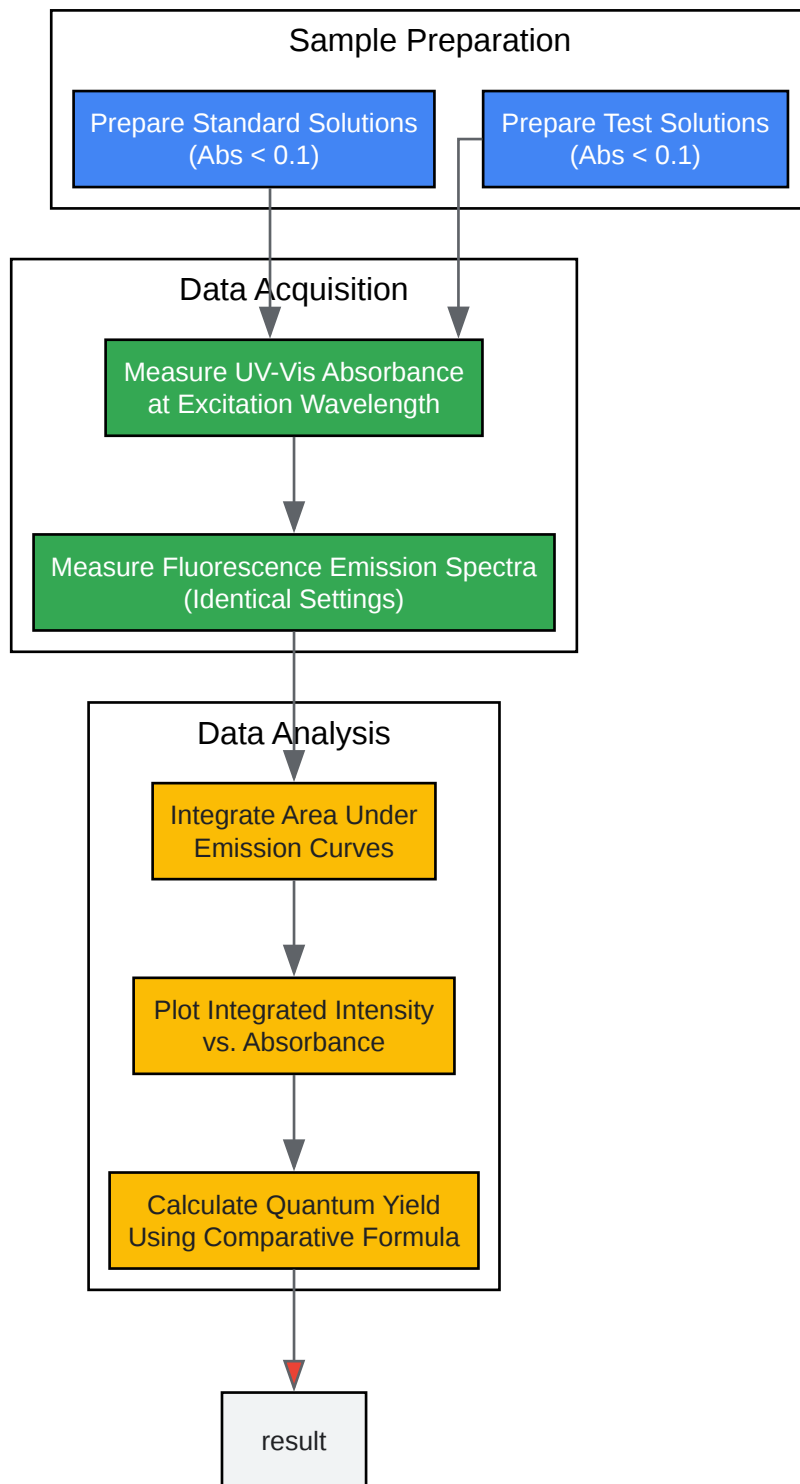 Sample Preparation
Prepare Standard Solutions
(Abs < 0.1)
Prepare Test Solutions
(Abs < 0.1)
Data Acquisition
Measure UV-Vis Absorbance
at Excitation Wavelength
Measure Fluorescence Emission Spectra
(Identical Settings)
Data Analysis
Integrate Area Under
Emission Curves
Plot Integrated Intensity
vs. Absorbance
Calculate Quantum Yield
Using Comparative Formula
result